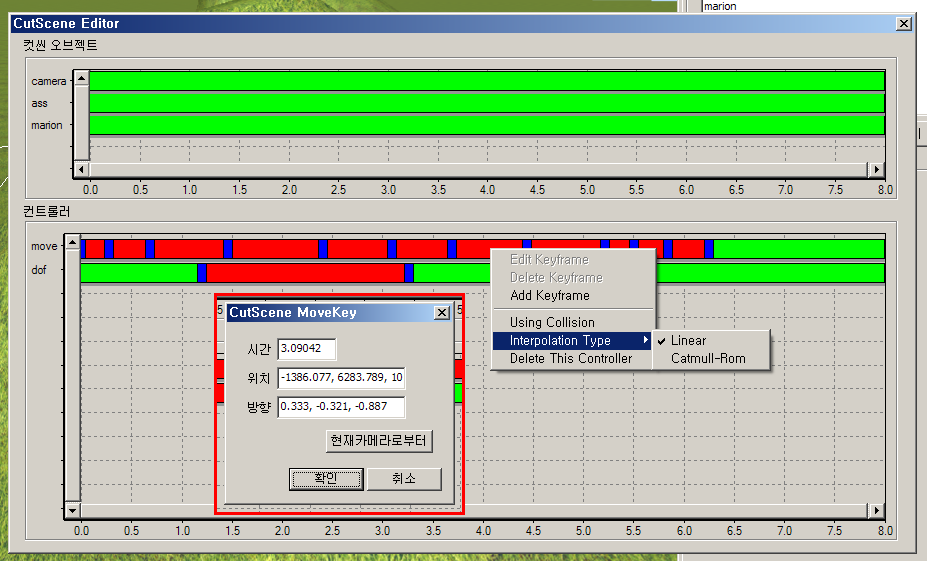 marion
CutScene Editor
컷씬 오브젝트
camera
ass
marion
0.0 0.5 1.0 1.5 2.0 2.5 3.0 3.5 4.0 4.5 5.0 5.5 6.0 6.5 7.0 7.5 8.0
컨트롤러
move
dof
Edit Keyframe
Delete Keyframe
Add Keyframe
Using Collision
Interpolation Type
Delete This Controller
Linear
Catmull-Rom
5 5
CutScene MoveKey
시간 3.09042
위치 -1386.077, 6283.789, 10
방향 0.333, -0.321, -0.887
현재카메라로부터
확인 취소
0.0 0.5 1.0 1.5 2.0 2.5 3.0 3.5 4.0 4.5 5.0 5.5 6.0 6.5 7.0 7.5 8.0